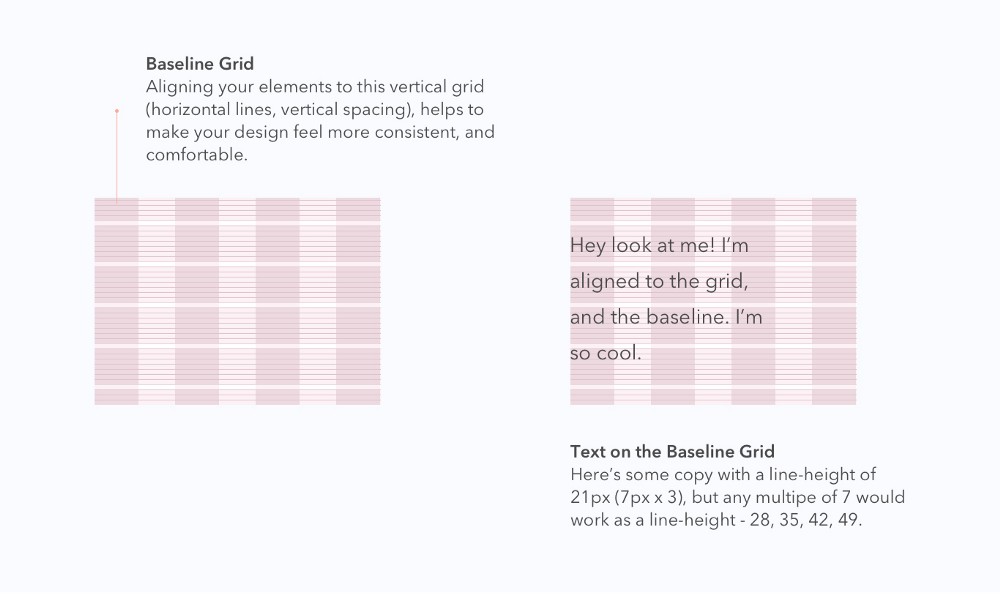 Baseline Grid
Aligning your elements to this vertical grid
(horizontal lines, vertical spacing), helps to
make your design feel more consistent, and
comfortable.
Hey look at me! I’m
aligned to the grid,
and the baseline. I’m
so cool.
Text on the Baseline Grid
Here’s some copy with a line-height of
21px (7px x 3), but any multipe of 7 would
work as a line-height - 28, 35, 42, 49.